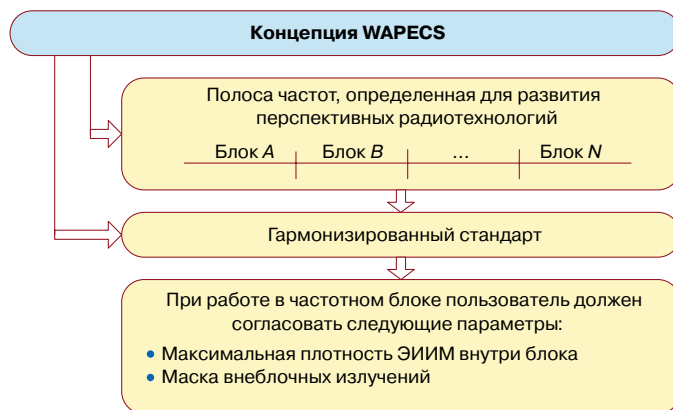 Концепция WAPECS
Полоса частот, определенная для развития
перспективных радиотехнологий
Блок A Блок B ... Блок N
Гармонизированный стандарт
При работе в частотном блоке пользователь должен
согласовать следующие параметры:
• Максимальная плотность ЭИИМ внутри блока
• Маска внеблочных излучений